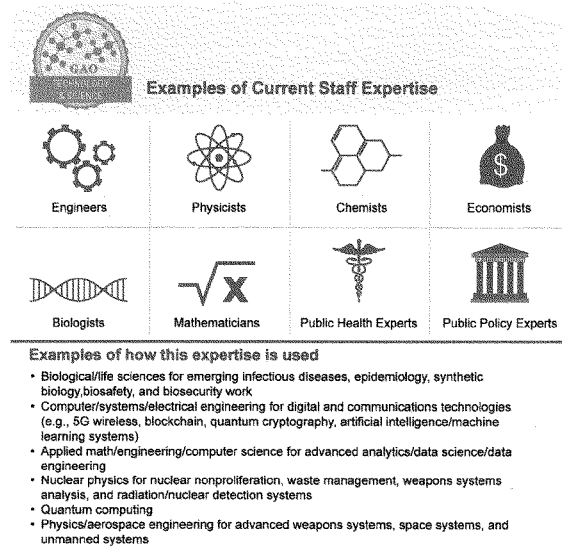 GAO
TECHNOLOGY
& SCIENCE
Examples of Current Staff Expertise
$
Engineers Physicists Chemists Economists
√x
Biologists Mathematicians Public Health Experts Public Policy Experts
Examples of how this expertise is used
• Biological/life sciences for emerging infectious diseases, epidemiology, synthetic
biology,biosafety, and biosecurity work
• Computer/systems/electrical engineering for digital and communications technologies
(e.g., 5G wireless, blockchain, quantum cryptography, artificial intelligence/machine
learning systems)
• Applied math/engineering/computer science for advanced analytics/data science/data
engineering
• Nuclear physics for nuclear nonproliferation, waste management, weapons systems
analysis, and radiation/nuclear detection systems
• Quantum computing
• Physics/aerospace engineering for advanced weapons systems, space systems, and
unmanned systems